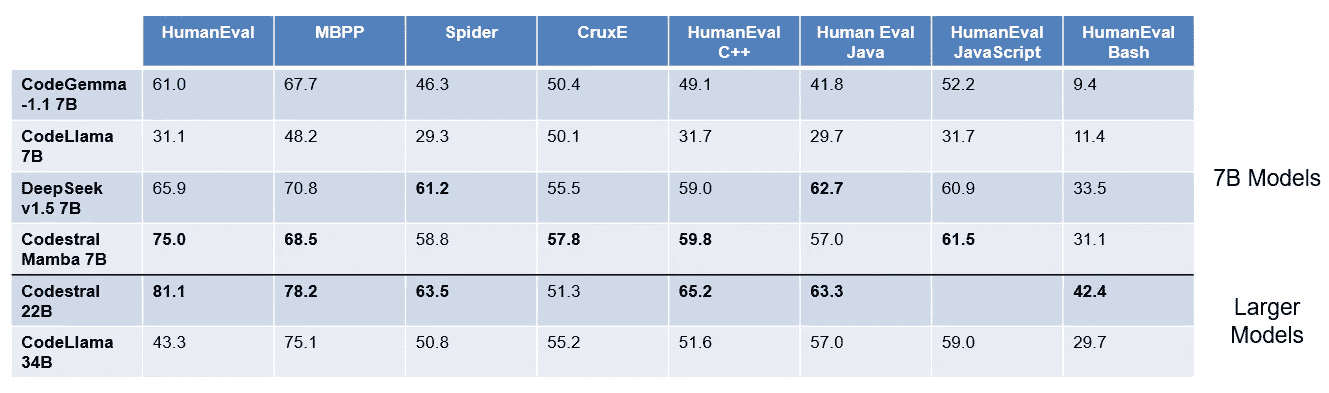 HumanEval MBPP Spider CruxE HumanEval C++ Human Eval Java HumanEval JavaScript HumanEval Bash
CodeGemma -1.1 7B 61.0 67.7 46.3 50.4 49.1 41.8 52.2 9.4
CodeLlama 7B 31.1 48.2 29.3 50.1 31.7 29.7 31.7 11.4
DeepSeek v1.5 7B 65.9 70.8 61.2 55.5 59.0 62.7 60.9 33.5
Codestral Mamba 7B 75.0 68.5 58.8 57.8 59.8 57.0 61.5 31.1
Codestral 22B 81.1 78.2 63.5 51.3 65.2 63.3 42.4
CodeLlama 34B 43.3 75.1 50.8 55.2 51.6 57.0 59.0 29.7
7B Models
Larger
Models